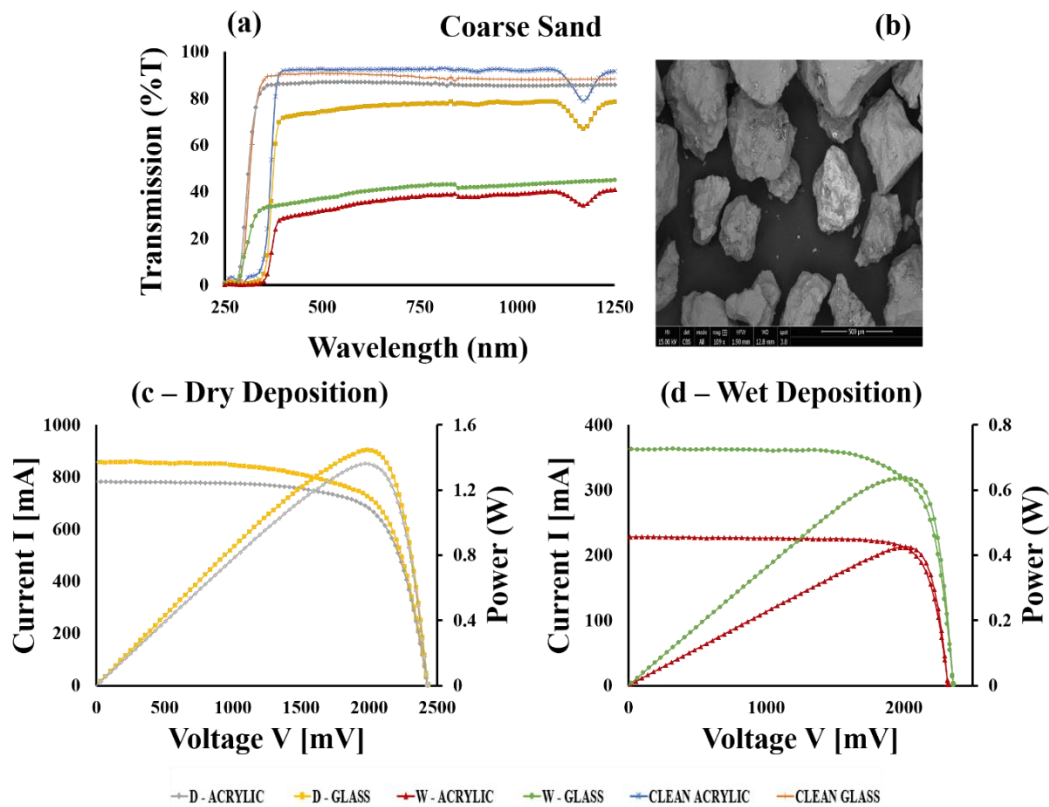 (a)
Coarse Sand
(b)
100
80
60
40
20
0
Transmission (%T)
250
500
750
1000
1250
Wavelength (nm)
500 µm
(c – Dry Deposition)
1000
800
600
400
200
0
Current I [mA]
1.6
1.2
0.8
0.4
0
Power (W)
0
500
1000
1500
2000
2500
Voltage V [mV]
(d – Wet Deposition)
400
300
200
100
0
Current I [mA]
0.8
0.6
0.4
0.2
0
Power (W)
0
1000
2000
Voltage V [mV]
D - ACRYLIC D - GLASS W - ACRYLIC W - GLASS CLEAN ACRYLIC CLEAN GLASS